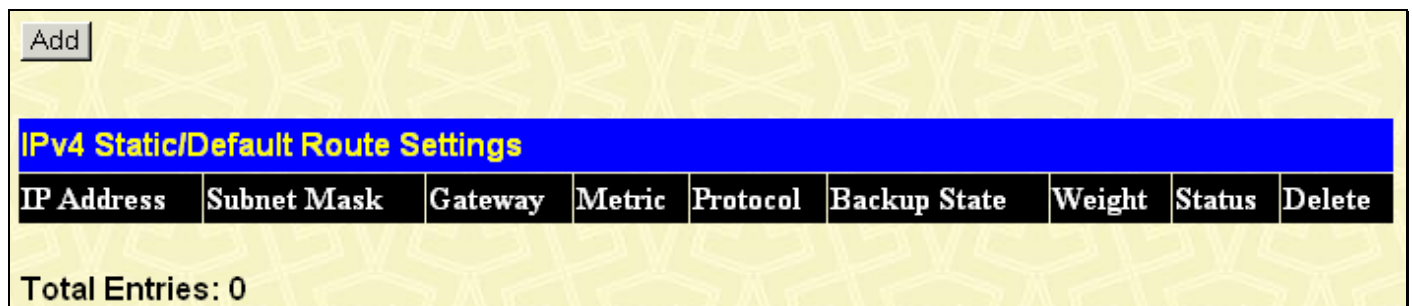 Add
IPv4 Static/Default Route Settings
IP Address Subnet Mask Gateway Metric Protocol Backup State Weight Status Delete
Total Entries: 0